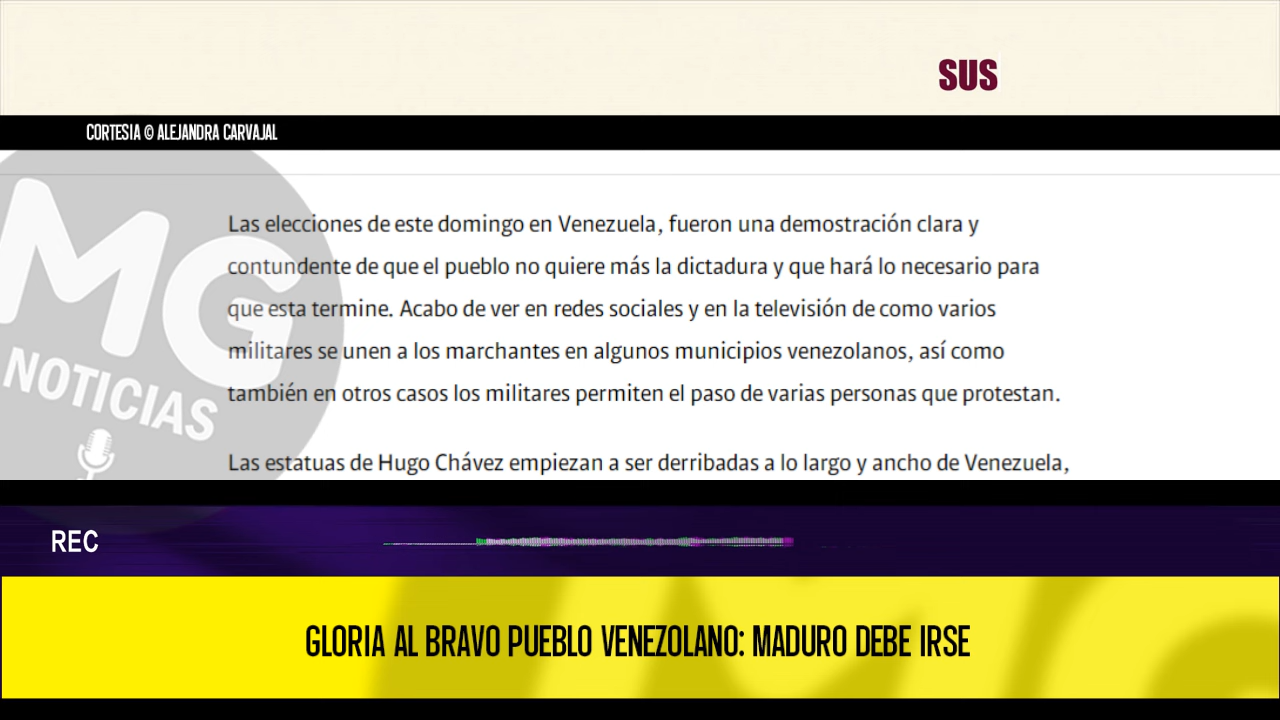 SUS
CORTESIA © ALEJANDRA CARVAJAL
MG
NOTICIAS
Las elecciones de este domingo en Venezuela, fueron una demostración clara y
contundente de que el pueblo no quiere más la dictadura y que hará lo necesario para
que esta termine. Acabo de ver en redes sociales y en la televisión de como varios
militares se unen a los marchantes en algunos municipios venezolanos, así como
también en otros casos los militares permiten el paso de varias personas que protestan.
Las estatuas de Hugo Chávez empiezan a ser derribadas a lo largo y ancho de Venezuela,
REC
GLORIA AL BRAVO PUEBLO VENEZOLANO: MADURO DEBE IRSE